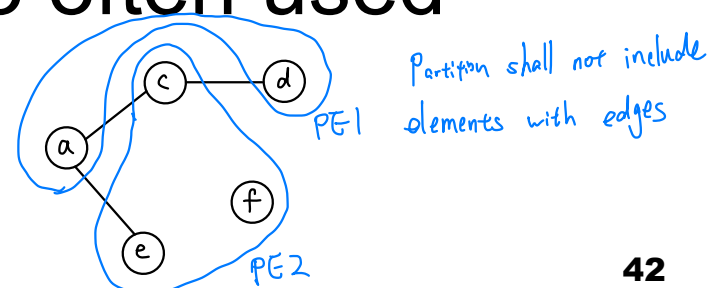 often used
c
d
Partition shall not include
PE1
elements with edges
a
f
e
PE2
42